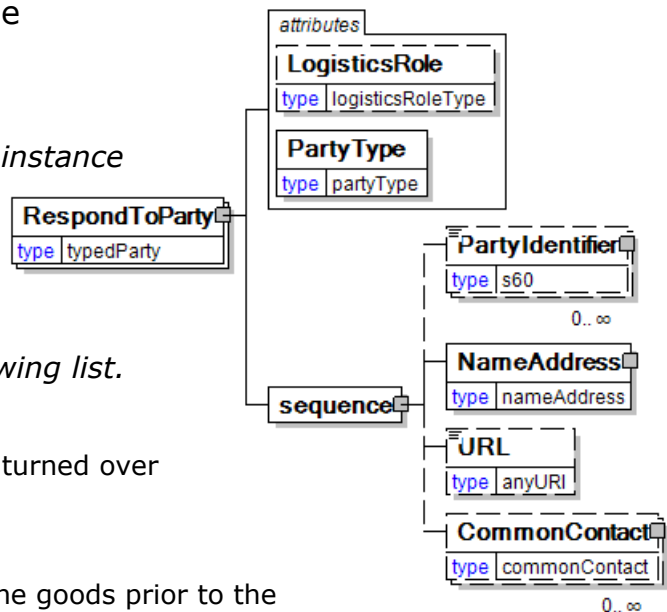 e
attributes
LogisticsRole
type logisticsRoleType
instance
PartyType
type partyType
RespondToParty
type typedParty
PartyIdentifier
type s60
0.. ∞
wing list.
NameAddress
type nameAddress
sequence
URL
type anyURI
turned over
CommonContact
type commonContact
ne goods prior to the
0.. ∞